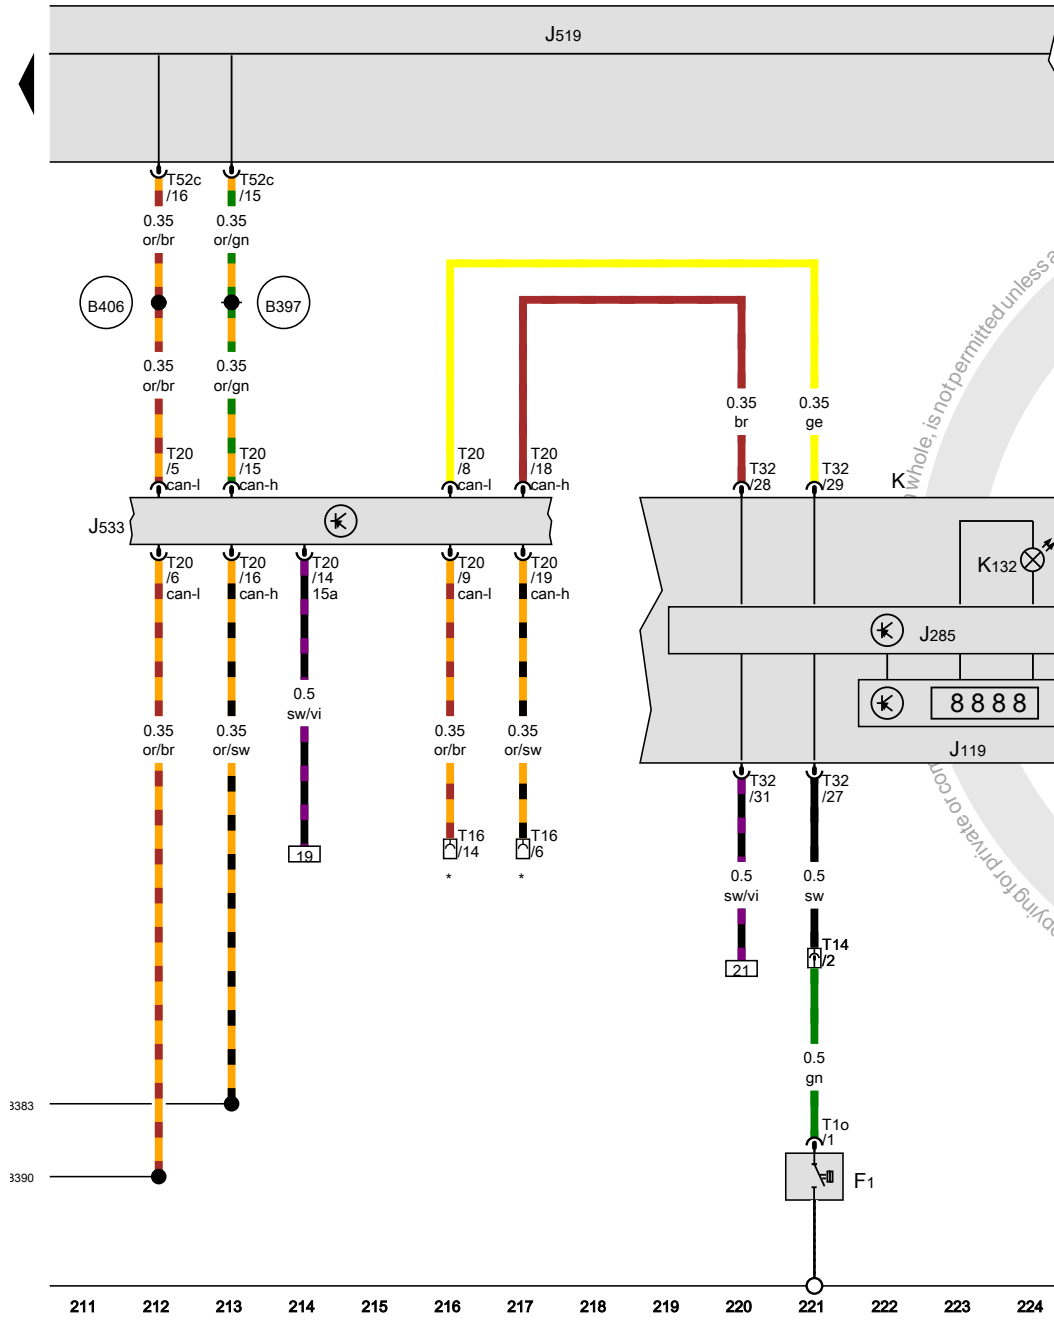 J519
T52c
/16
T52c
/15
0.35
or/br
0.35
or/gn
B406
B397
0.35
or/br
0.35
or/gn
0.35
br
0.35
ge
T20
/5
can-l
T20
/15
can-h
T20
/8
can-l
T20
/18
can-h
T32
/28
T32
/29
K
J533
K132
T20
/6
can-l
T20
/16
can-h
T20
/14
15a
T20
/9
can-l
T20
/19
can-h
J285
8888
J119
0.5
sw/vi
0.35
or/br
0.35
or/sw
0.35
or/br
0.35
or/sw
T32
/31
T32
/27
19
T16
/14
T16
/6
*
*
0.5
sw/vi
0.5
sw
T14
/2
21
0.5
gn
T1o
/1
F1
211 212 213 214 215 216 217 218 219 220 221 222 223 224
whole, is not permitted unless a
pying for private or com